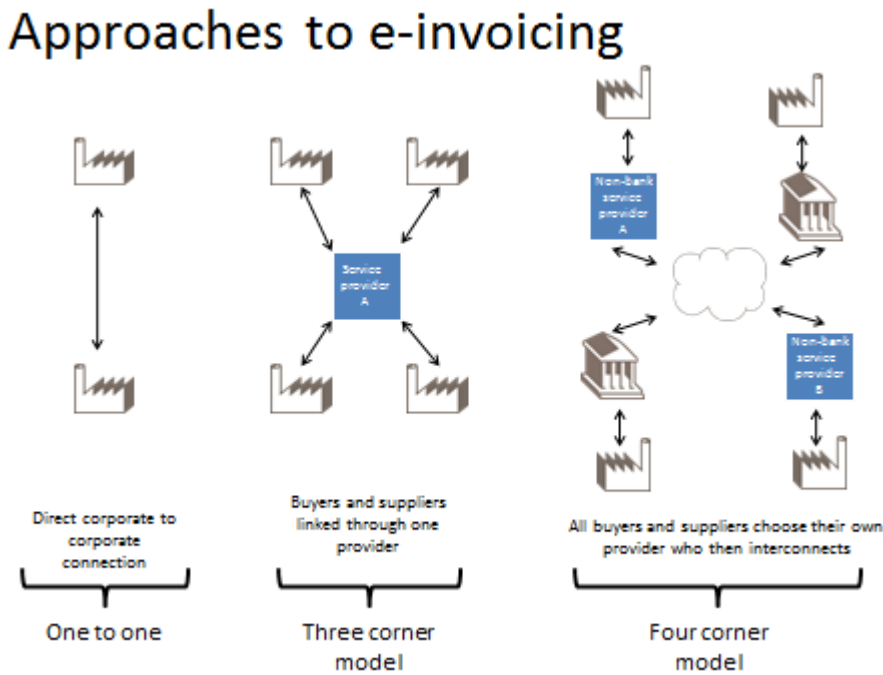 Approaches to e-invoicing
Service
provider
A
Non-bank
service
provider
A
Non-bank
service
provider
B
Direct corporate to
corporate
connection
Buyers and suppliers
linked through one
provider
All buyers and suppliers choose their own
provider who then interconnects
One to one
Three corner
model
Four corner
model